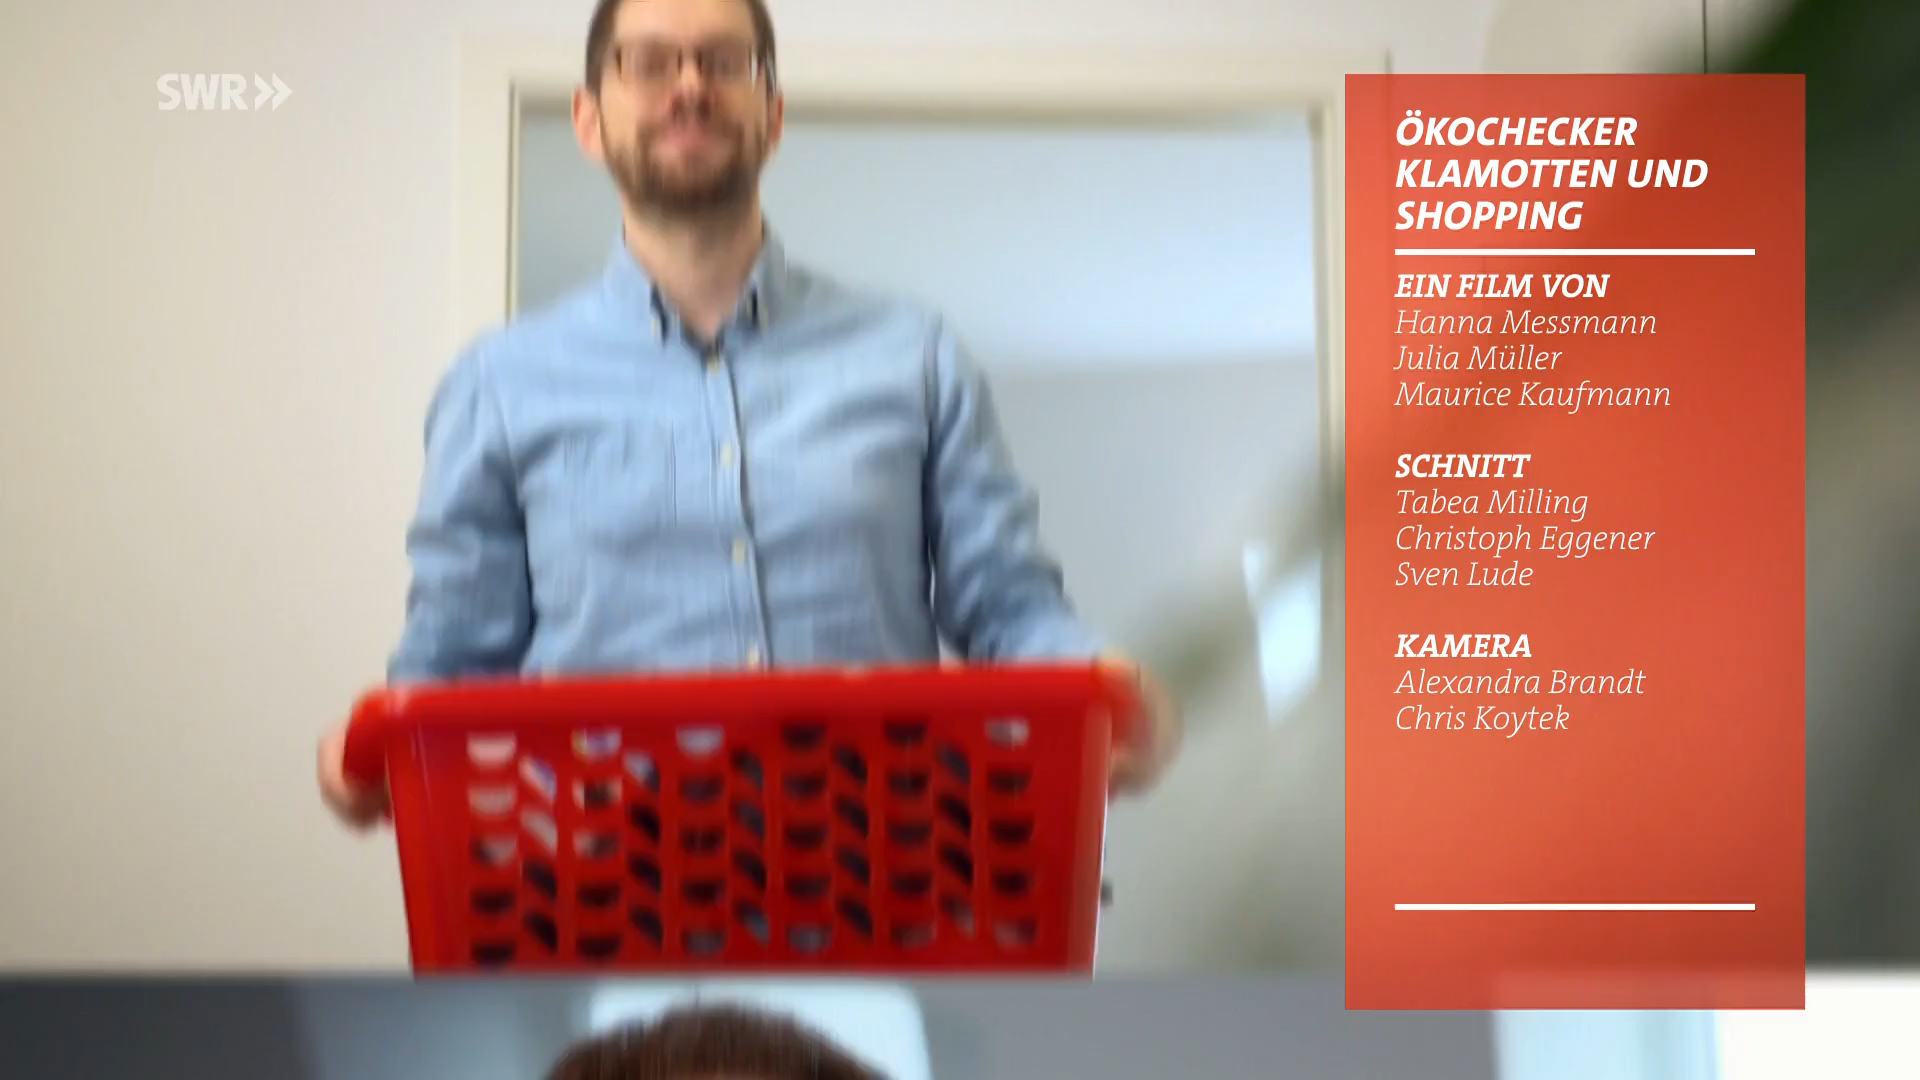 SWR»
ÖKOCHECKER
KLAMOTTEN UND
SHOPPING
EIN FILM VON
Hanna Messmann
Julia Müller
Maurice Kaufmann
SCHNITT
Tabea Milling
Christoph Eggener
Sven Lude
KAMERA
Alexandra Brandt
Chris Koytek